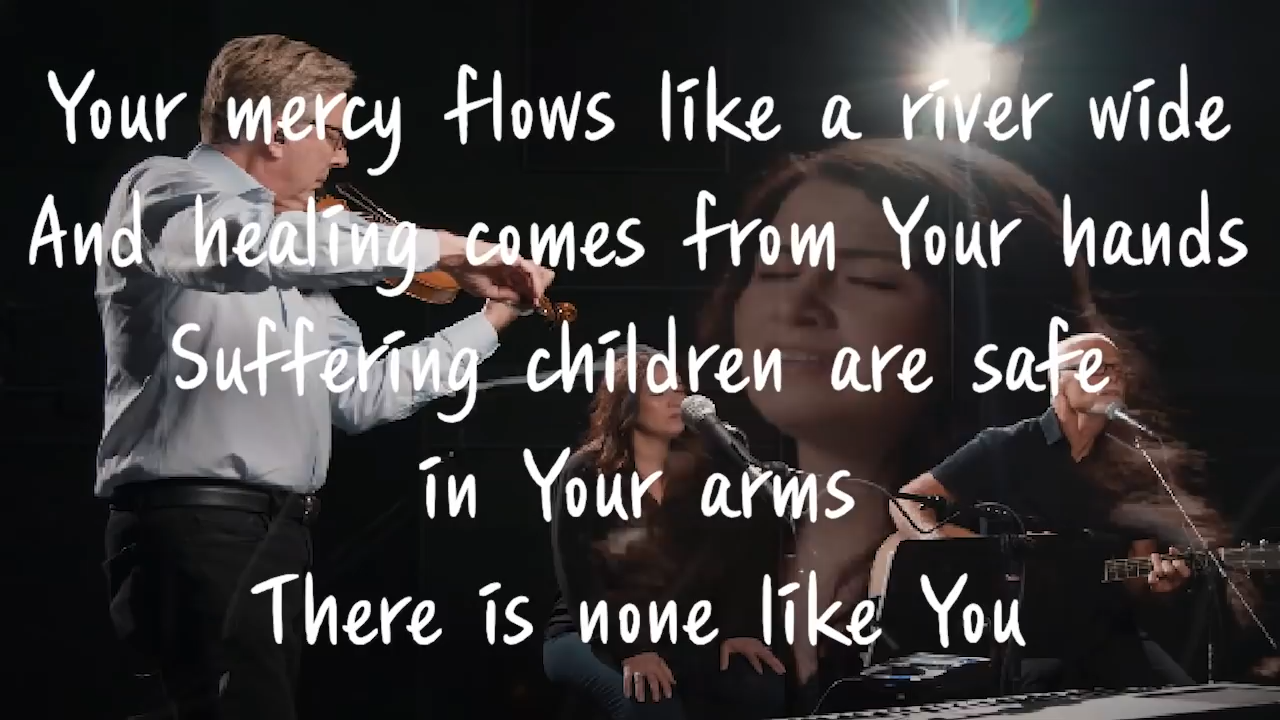 Your mercy flows like a river wide
And healing comes from Your hands
Suffering children are safe
in Your arms
There is none like You